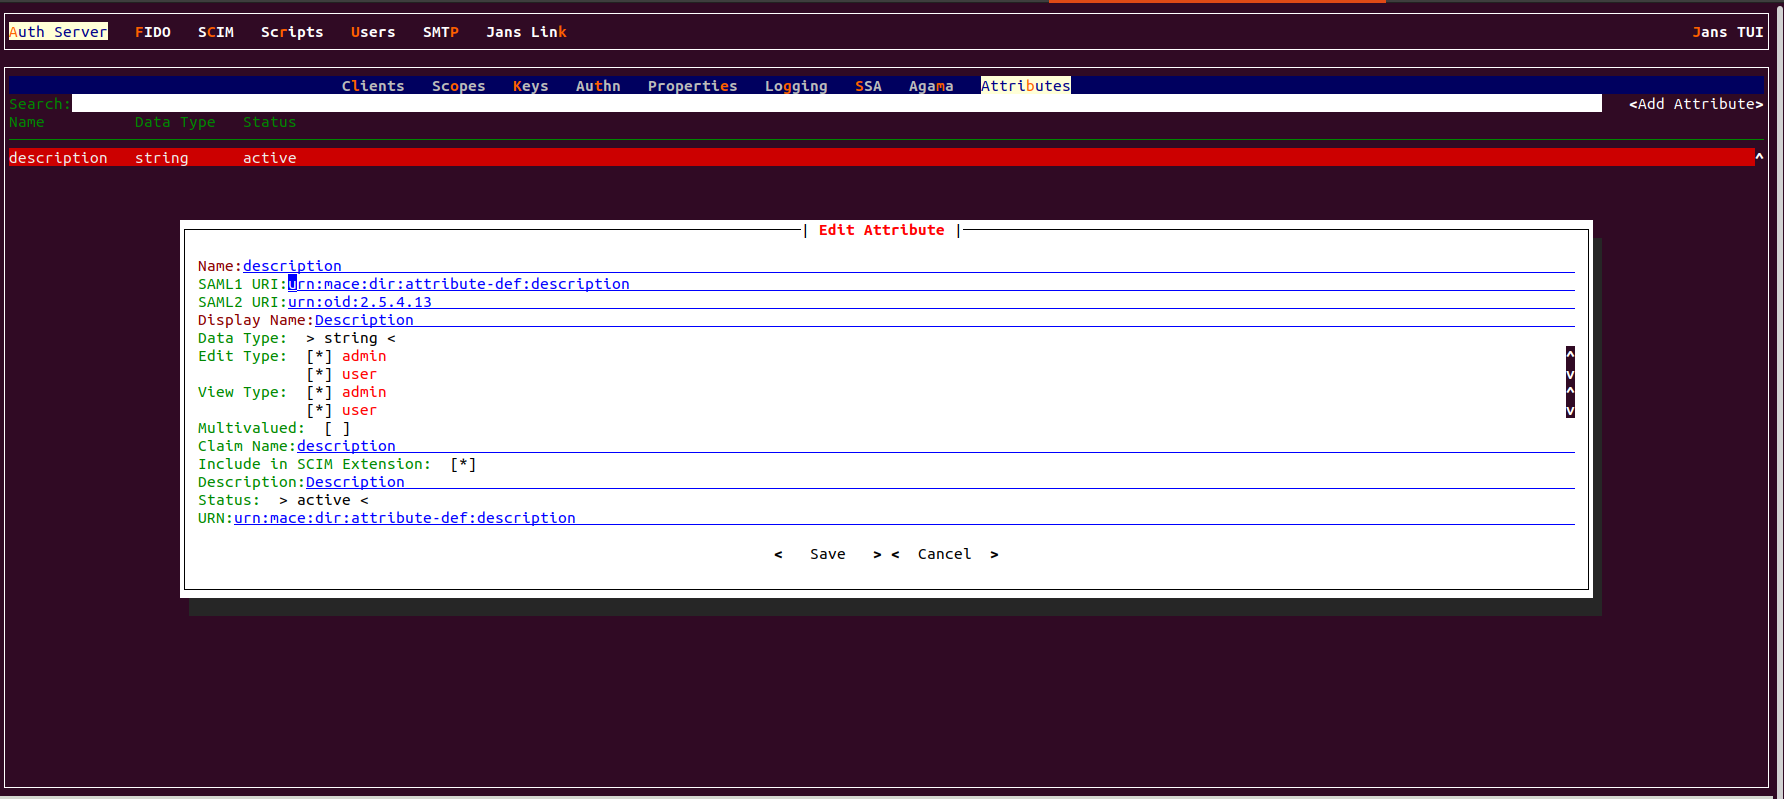 Auth Server FIDO SCIM Scripts Users SMTP Jans Link Jans TUI
Clients Scopes Keys Authn Properties Logging SSA Agama Attributes
Search: <Add Attribute>
Name Data Type Status
description string active ^
| Edit Attribute |
Name:description
SAML1 URI:urn:mace:dir:attribute-def:description
SAML2 URI:urn:oid:2.5.4.13
Display Name:Description
Data Type: > string <
Edit Type: [*] admin ^
[*] user v
View Type: [*] admin ^
[*] user v
Multivalued: [ ]
Claim Name:description
Include in SCIM Extension: [*]
Description:Description
Status: > active <
URN:urn:mace:dir:attribute-def:description
< Save > < Cancel >